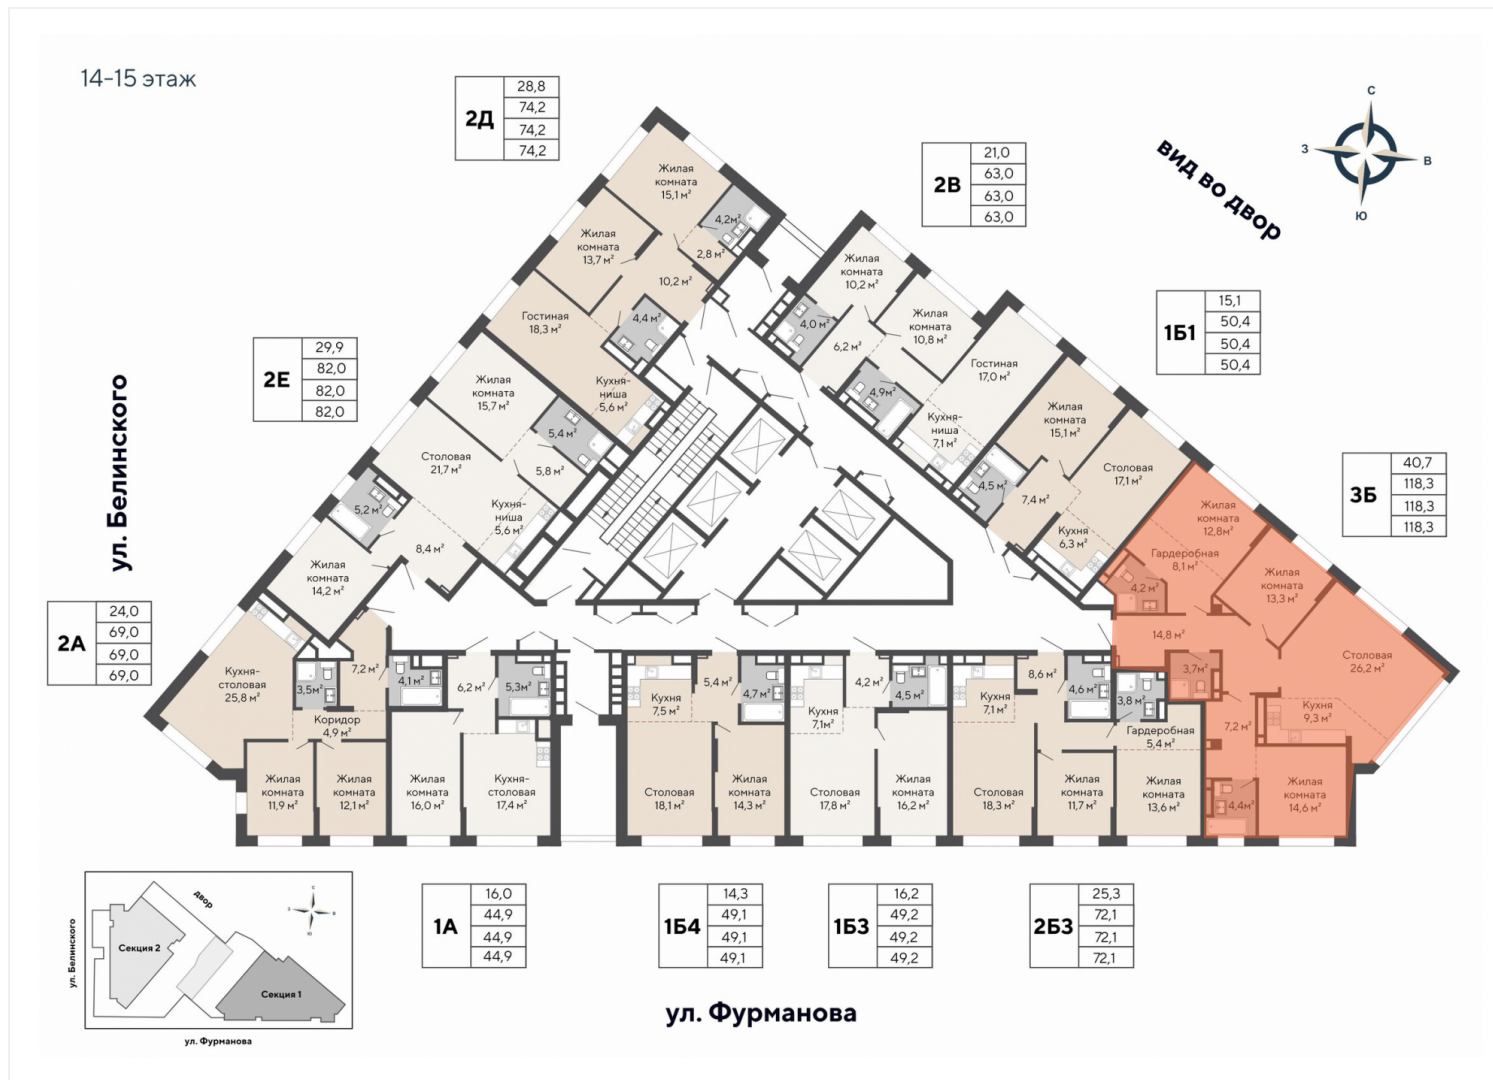 14-15 этаж
2Д
28,8
74,2
74,2
74,2
2В
21,0
63,0
63,0
63,0
вид во двор
С
З
В
Ю
1Б1
15,1
50,4
50,4
50,4
2Е
29,9
82,0
82,0
82,0
ул. Белинского
3Б
40,7
118,3
118,3
118,3
2А
24,0
69,0
69,0
69,0
Жилая
комната
15,1 м²
4,2м²
2,8 м²
Жилая
комната
13,7 м²
10,2 м²
4,4 м²
Гостиная
18,3 м²
Кухня-
ниша
5,6 м²
Жилая
комната
15,7 м²
5,4 м²
5,8 м²
Столовая
21,7 м²
Кухня-
ниша
5,6 м²
5,2 м²
8,4 м²
Жилая
комната
14,2 м²
Жилая
комната
10,2 м²
4,0 м²
Жилая
комната
10,8 м²
6,2 м²
4,9м²
Гостиная
17,0 м²
Кухня-
ниша
7,1 м²
Жилая
комната
15,1 м²
4,5 м²
7,4 м²
Столовая
17,1 м²
Кухня
6,3 м²
Жилая
комната
12,8м²
Гардеробная
8,1 м²
4,2 м²
Жилая
комната
13,3 м²
14,8 м²
Столовая
26,2 м²
3,7м²
Кухня
9,3 м²
7,2 м²
4,4м²
Жилая
комната
14,6 м²
Кухня-
столовая
25,8 м²
3,5м²
7,2 м²
Коридор
4,9 м²
Жилая
комната
11,9 м²
Жилая
комната
12,1 м²
4,1 м²
6,2 м²
5,3м²
Жилая
комната
16,0 м²
Кухня-
столовая
17,4 м²
Кухня
7,5 м²
5,4 м²
4,7 м²
Столовая
18,1 м²
Жилая
комната
14,3 м²
Кухня
7,1м²
4,2 м²
4,5 м²
Столовая
17,8 м²
Жилая
комната
16,2 м²
Кухня
7,1 м²
8,6 м²
4,6 м²
3,8 м²
Гардеробная
5,4 м²
Столовая
18,3 м²
Жилая
комната
11,7 м²
Жилая
комната
13,6 м²
1А
16,0
44,9
44,9
44,9
1Б4
14,3
49,1
49,1
49,1
1Б3
16,2
49,2
49,2
49,2
2Б3
25,3
72,1
72,1
72,1
ул. Фурманова
двор
с
з
в
ю
ул. Белинского
Секция 2
Секция 1
ул. Фурманова